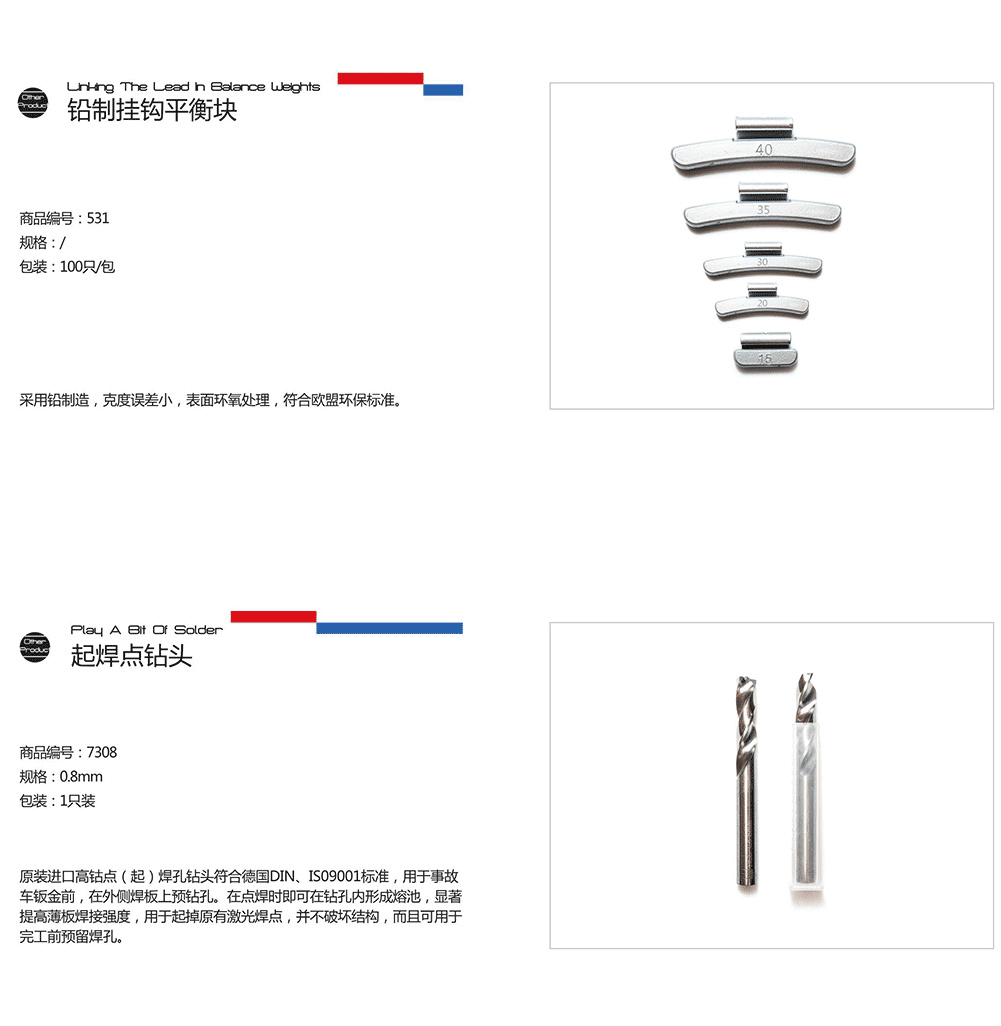 Linking The Lead In Balance Weights
Other
Product
铅制挂钩平衡块
商品编号：531
规格：/
包装：100只/包
采用铅制造，克度误差小，表面环氧处理，符合欧盟环保标准。
40
35
30
20
15
Play A Bit Of Solder
Other
Product
起焊点钻头
商品编号：7308
规格：0.8mm
包装：1只装
原装进口高钻点（起）焊孔钻头符合德国DIN、IS09001标准，用于事故
车钣金前，在外侧焊板上预钻孔。在点焊时即可在钻孔内形成熔池，显著
提高薄板焊接强度，用于起掉原有激光焊点，并不破坏结构，而且可用于
完工前预留焊孔。